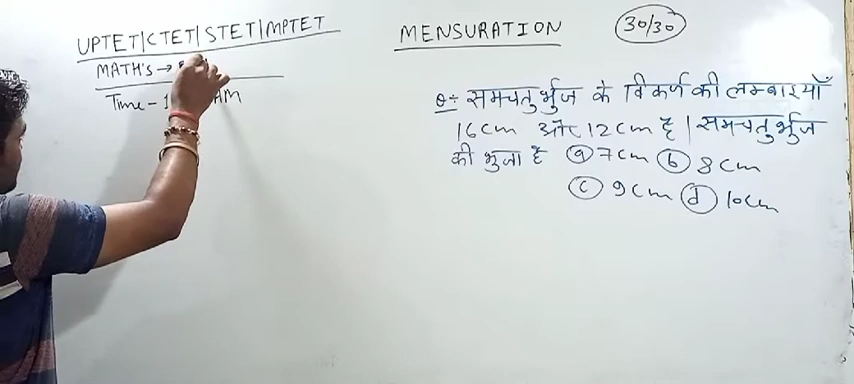 UPTET|CTET|STET|MPTET
MATH'S →
Time - 1 AM
MENSURATION
30/30
Q÷ समचतुर्भुज के विकर्ण की लम्बाईयाँ
16cm और 12cm है | समचतुर्भुज
की भुजा है (a) 7cm (b) 8cm
(c) 9cm (d) 10cm